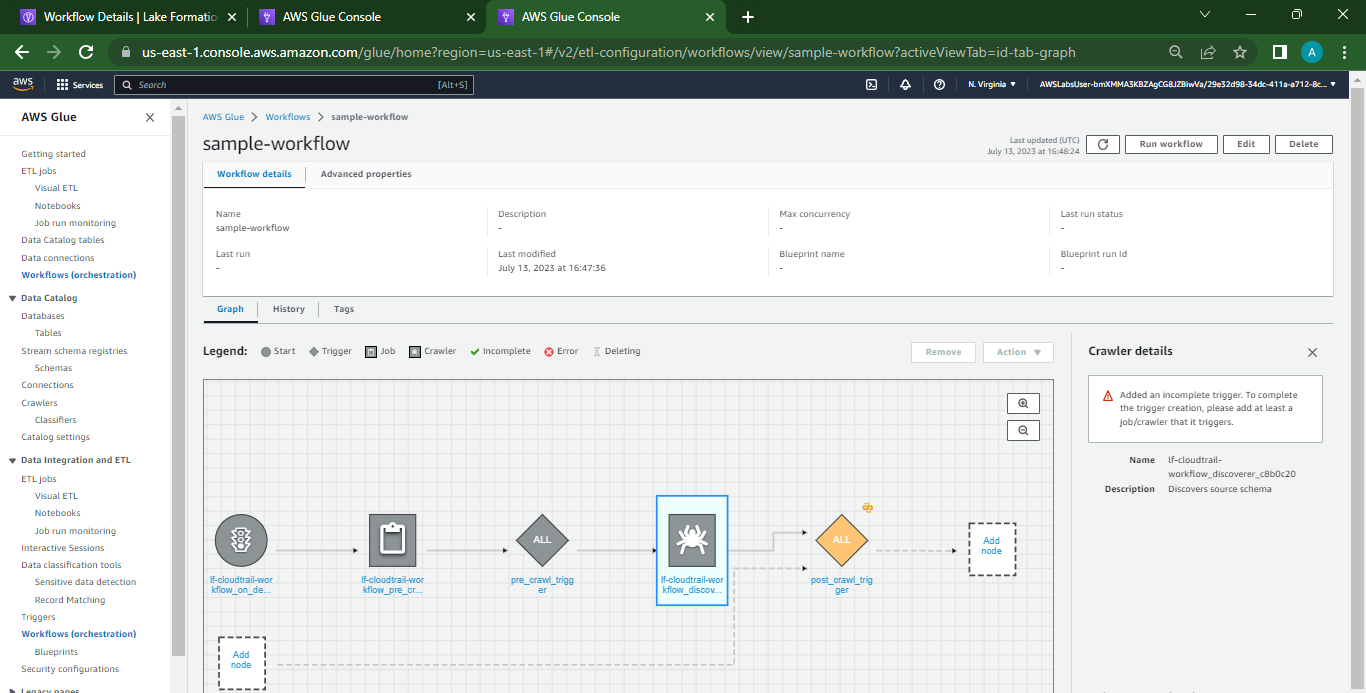 Workflow Details | Lake Formatio
AWS Glue Console
AWS Glue Console
us-east-1.console.aws.amazon.com/glue/home?region=us-east-1#/v2/etl-configuration/workflows/view/sample-workflow?activeViewTab=id-tab-graph
A
aws
Services
Search
[Alt+S]
N. Virginia
AWSLabsUser-bmXMMA3KBZAgCG8JZBiwVa/29e32d98-34dc-411a-a712-8c...
AWS Glue
Getting started
ETL jobs
Visual ETL
Notebooks
Job run monitoring
Data Catalog tables
Data connections
Workflows (orchestration)
Data Catalog
Databases
Tables
Stream schema registries
Schemas
Connections
Crawlers
Classifiers
Catalog settings
Data Integration and ETL
ETL jobs
Visual ETL
Notebooks
Job run monitoring
Interactive Sessions
Data classification tools
Sensitive data detection
Record Matching
Triggers
Workflows (orchestration)
Blueprints
Security configurations
Legacy pages
AWS Glue > Workflows > sample-workflow
sample-workflow
Last updated (UTC)
July 13, 2023 at 16:48:24
Run workflow
Edit
Delete
Workflow details
Advanced properties
Name
sample-workflow
Description
-
Max concurrency
-
Last run status
-
Last run
-
Last modified
July 13, 2023 at 16:47:36
Blueprint name
-
Blueprint run Id
-
Graph
History
Tags
Legend:
Start
Trigger
Job
Crawler
Incomplete
Error
Deleting
Remove
Action
lf-cloudtrail-wor
kflow_on_de...
lf-cloudtrail-wor
kflow_pre_cr...
ALL
pre_crawl_trigg
er
lf-cloudtrail-wor
kflow_discov...
ALL
post_crawl_trig
ger
Add
node
Add
node
Crawler details
Added an incomplete trigger. To complete
the trigger creation, please add at least a
job/crawler that it triggers.
Name
lf-cloudtrail-
workflow_discoverer_c8b0c20
Description
Discovers source schema